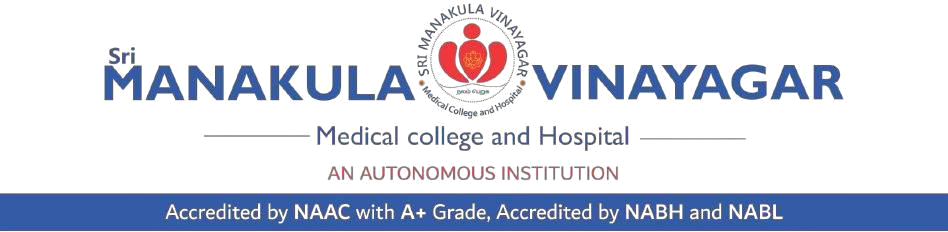 Sri
MANAKULA VINAYAGAR
SRI MANAKULA VINAYAGAR
Medical College and Hospital
Medical college and Hospital
AN AUTONOMOUS INSTITUTION
Accredited by NAAC with A+ Grade, Accredited by NABH and NABL